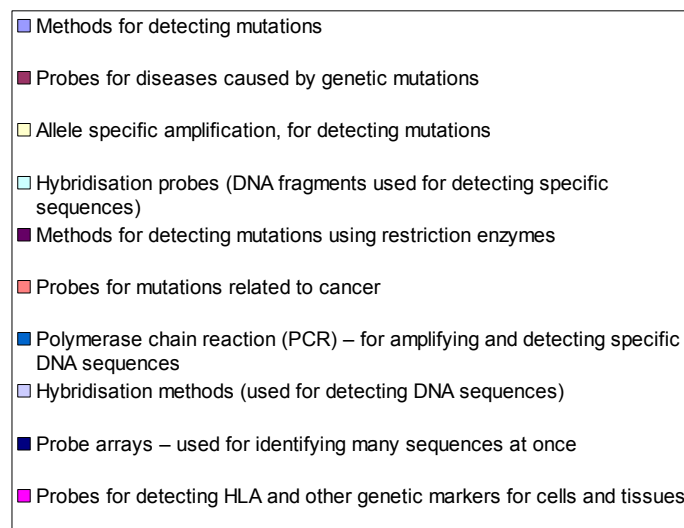 Methods for detecting mutations
Probes for diseases caused by genetic mutations
Allele specific amplification, for detecting mutations
Hybridisation probes (DNA fragments used for detecting specific
sequences)
Methods for detecting mutations using restriction enzymes
Probes for mutations related to cancer
Polymerase chain reaction (PCR) – for amplifying and detecting specific
DNA sequences
Hybridisation methods (used for detecting DNA sequences)
Probe arrays – used for identifying many sequences at once
Probes for detecting HLA and other genetic markers for cells and tissues